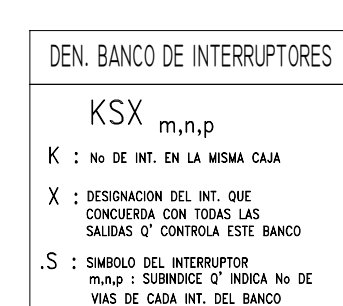 DEN. BANCO DE INTERRUPTORES
KSX m,n,p
K : No DE INT. EN LA MISMA CAJA
X : DESIGNACION DEL INT. QUE
CONCUERDA CON TODAS LAS
SALIDAS Q' CONTROLA ESTE BANCO
.S : SIMBOLO DEL INTERRUPTOR
m,n,p : SUBINDICE Q' INDICA No DE
VIAS DE CADA INT. DEL BANCO